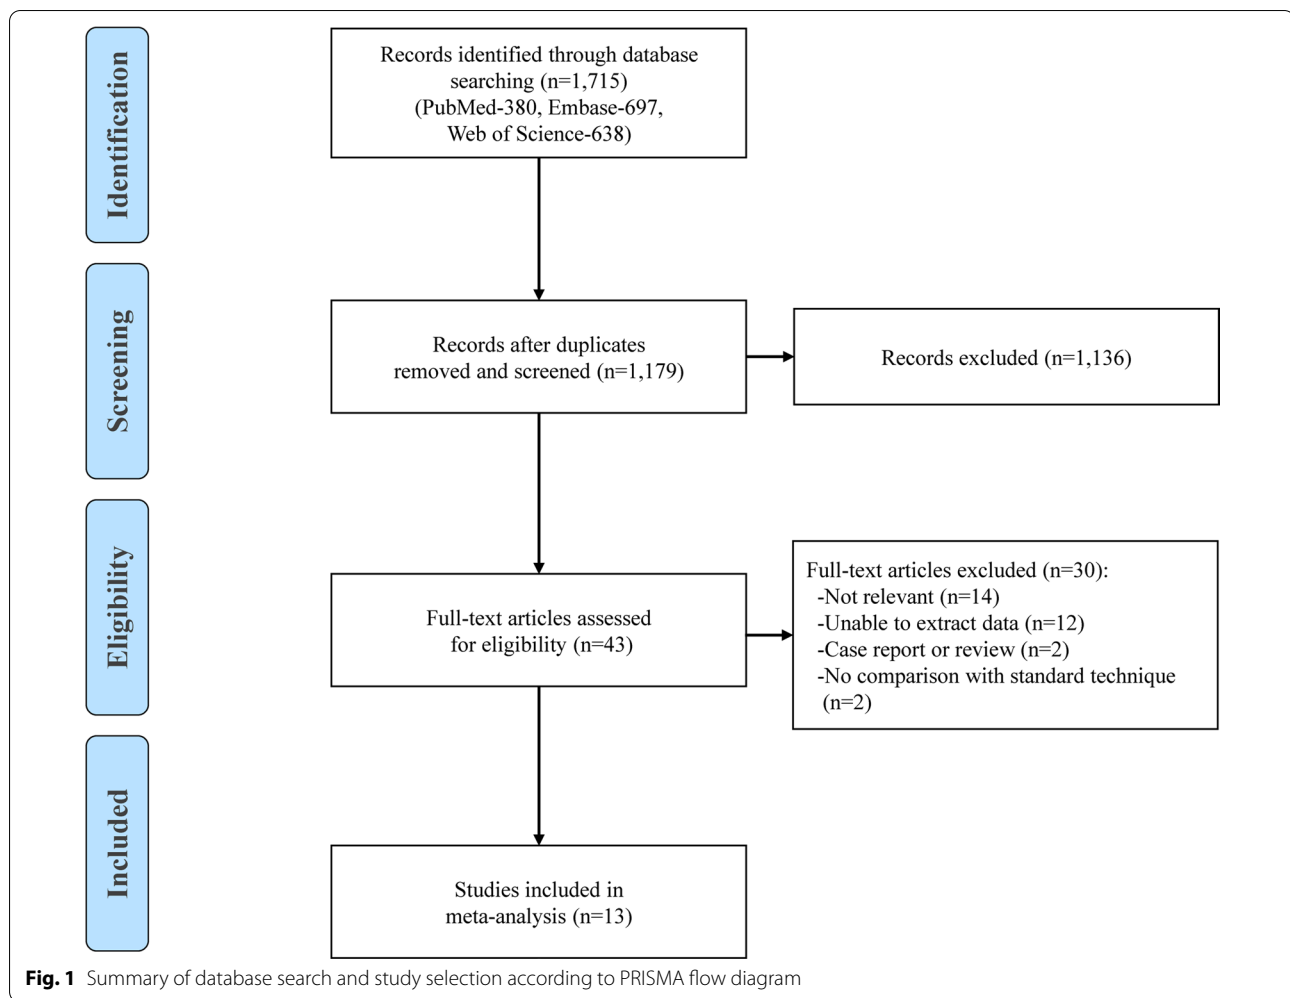 Identification
Records identified through database
searching (n=1,715)
(PubMed-380, Embase-697,
Web of Science-638)
Screening
Records after duplicates
removed and screened (n=1,179)
Records excluded (n=1,136)
Eligibility
Full-text articles assessed
for eligibility (n=43)
Full-text articles excluded (n=30):
-Not relevant (n=14)
-Unable to extract data (n=12)
-Case report or review (n=2)
-No comparison with standard technique
(n=2)
Included
Studies included in
meta-analysis (n=13)
Fig. 1 Summary of database search and study selection according to PRISMA flow diagram